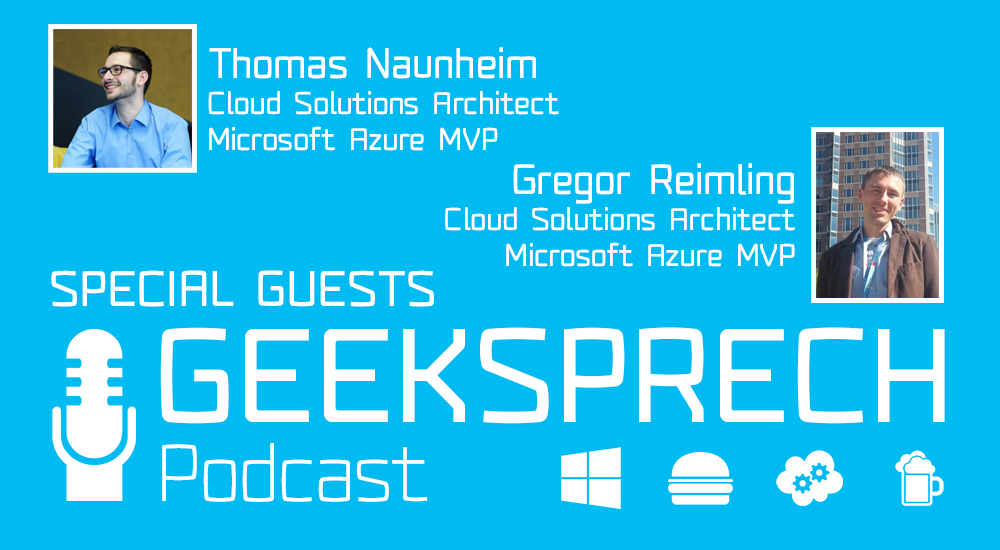 Thomas Naunheim
Cloud Solutions Architect
Microsoft Azure MVP
Gregor Reimling
Cloud Solutions Architect
Microsoft Azure MVP
SPECIAL GUESTS
GEEKSPRECH
Podcast